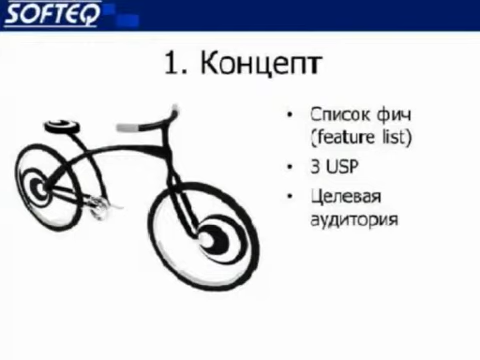 SOFTEQ
1. Концепт
• Список фич
(feature list)
• 3 USP
• Целевая
аудитория